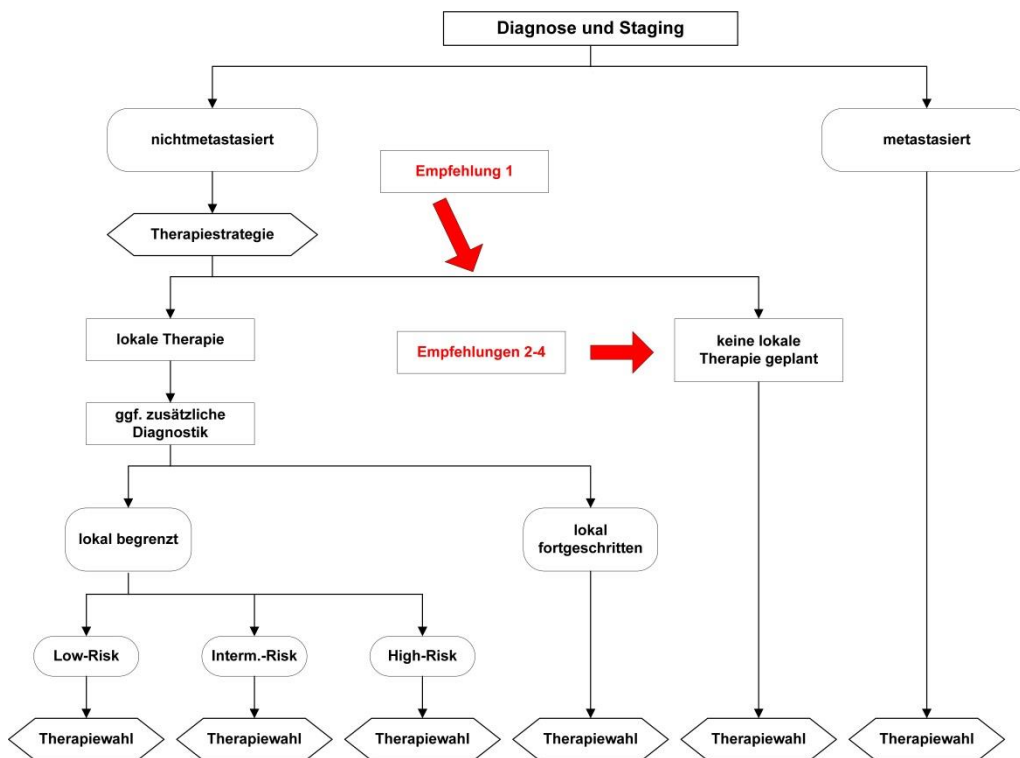 Diagnose und Staging
nichtmetastasiert
metastasiert
Empfehlung 1
Therapiestrategie
lokale Therapie
Empfehlungen 2-4
keine lokale
Therapie geplant
ggf. zusätzliche
Diagnostik
lokal begrenzt
lokal
fortgeschritten
Low-Risk
Interm.-Risk
High-Risk
Therapiewahl
Therapiewahl
Therapiewahl
Therapiewahl
Therapiewahl
Therapiewahl